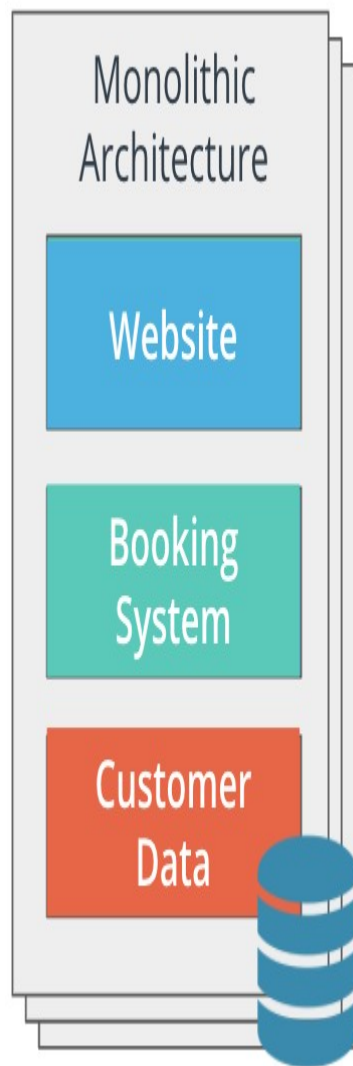 Monolithic
Architecture
Website
Booking
System
Customer
Data